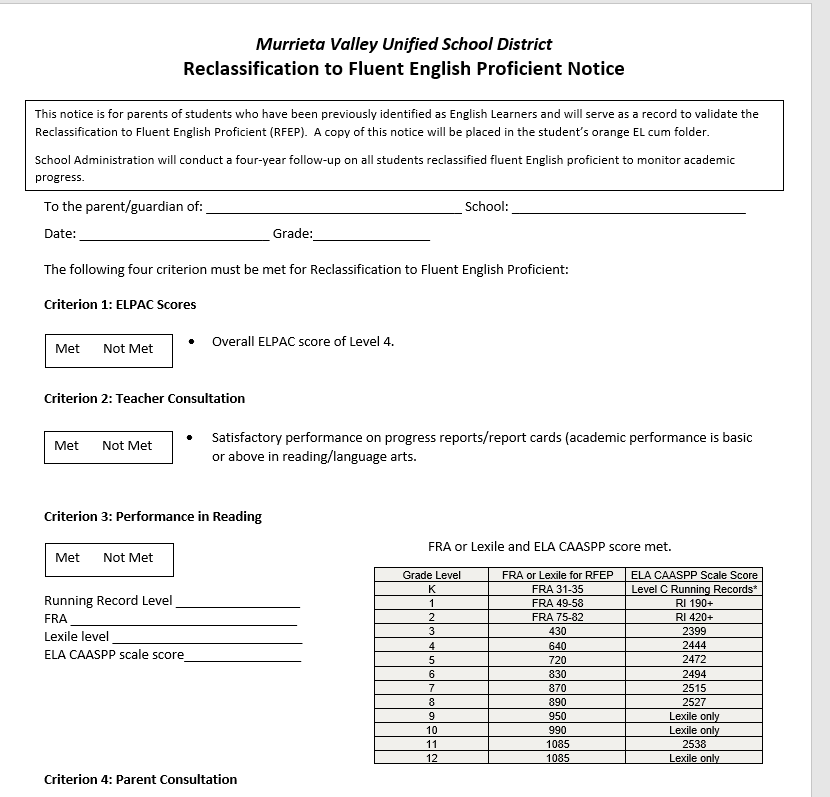 Murrieta Valley Unified School District
Reclassification to Fluent English Proficient Notice
This notice is for parents of students who have been previously identified as English Learners and will serve as a record to validate the
Reclassification to Fluent English Proficient (RFEP).  A copy of this notice will be placed in the student's orange EL cum folder.
School Administration will conduct a four-year follow-up on all students reclassified fluent English proficient to monitor academic
progress.
To the parent/guardian of: ____________________ School: ____________________
Date: ____________________ Grade:____________________
The following four criterion must be met for Reclassification to Fluent English Proficient:
Criterion 1: ELPAC Scores
Met Not Met • Overall ELPAC score of Level 4.
Criterion 2: Teacher Consultation
Met Not Met • Satisfactory performance on progress reports/report cards (academic performance is basic
or above in reading/language arts.
Criterion 3: Performance in Reading
FRA or Lexile and ELA CAASPP score met.
Met Not Met
Running Record Level ____________________
FRA ____________________
Lexile level ____________________
ELA CAASPP scale score____________________
Grade Level FRA or Lexile for RFEP ELA CAASPP Scale Score
K FRA 31-35 Level C Running Records*
1 FRA 49-58 RI 190+
2 FRA 75-82 RI 420+
3 430 2399
4 640 2444
5 720 2472
6 830 2494
7 870 2515
8 890 2527
9 950 Lexile only
10 990 Lexile only
11 1085 2538
12 1085 Lexile only
Criterion 4: Parent Consultation